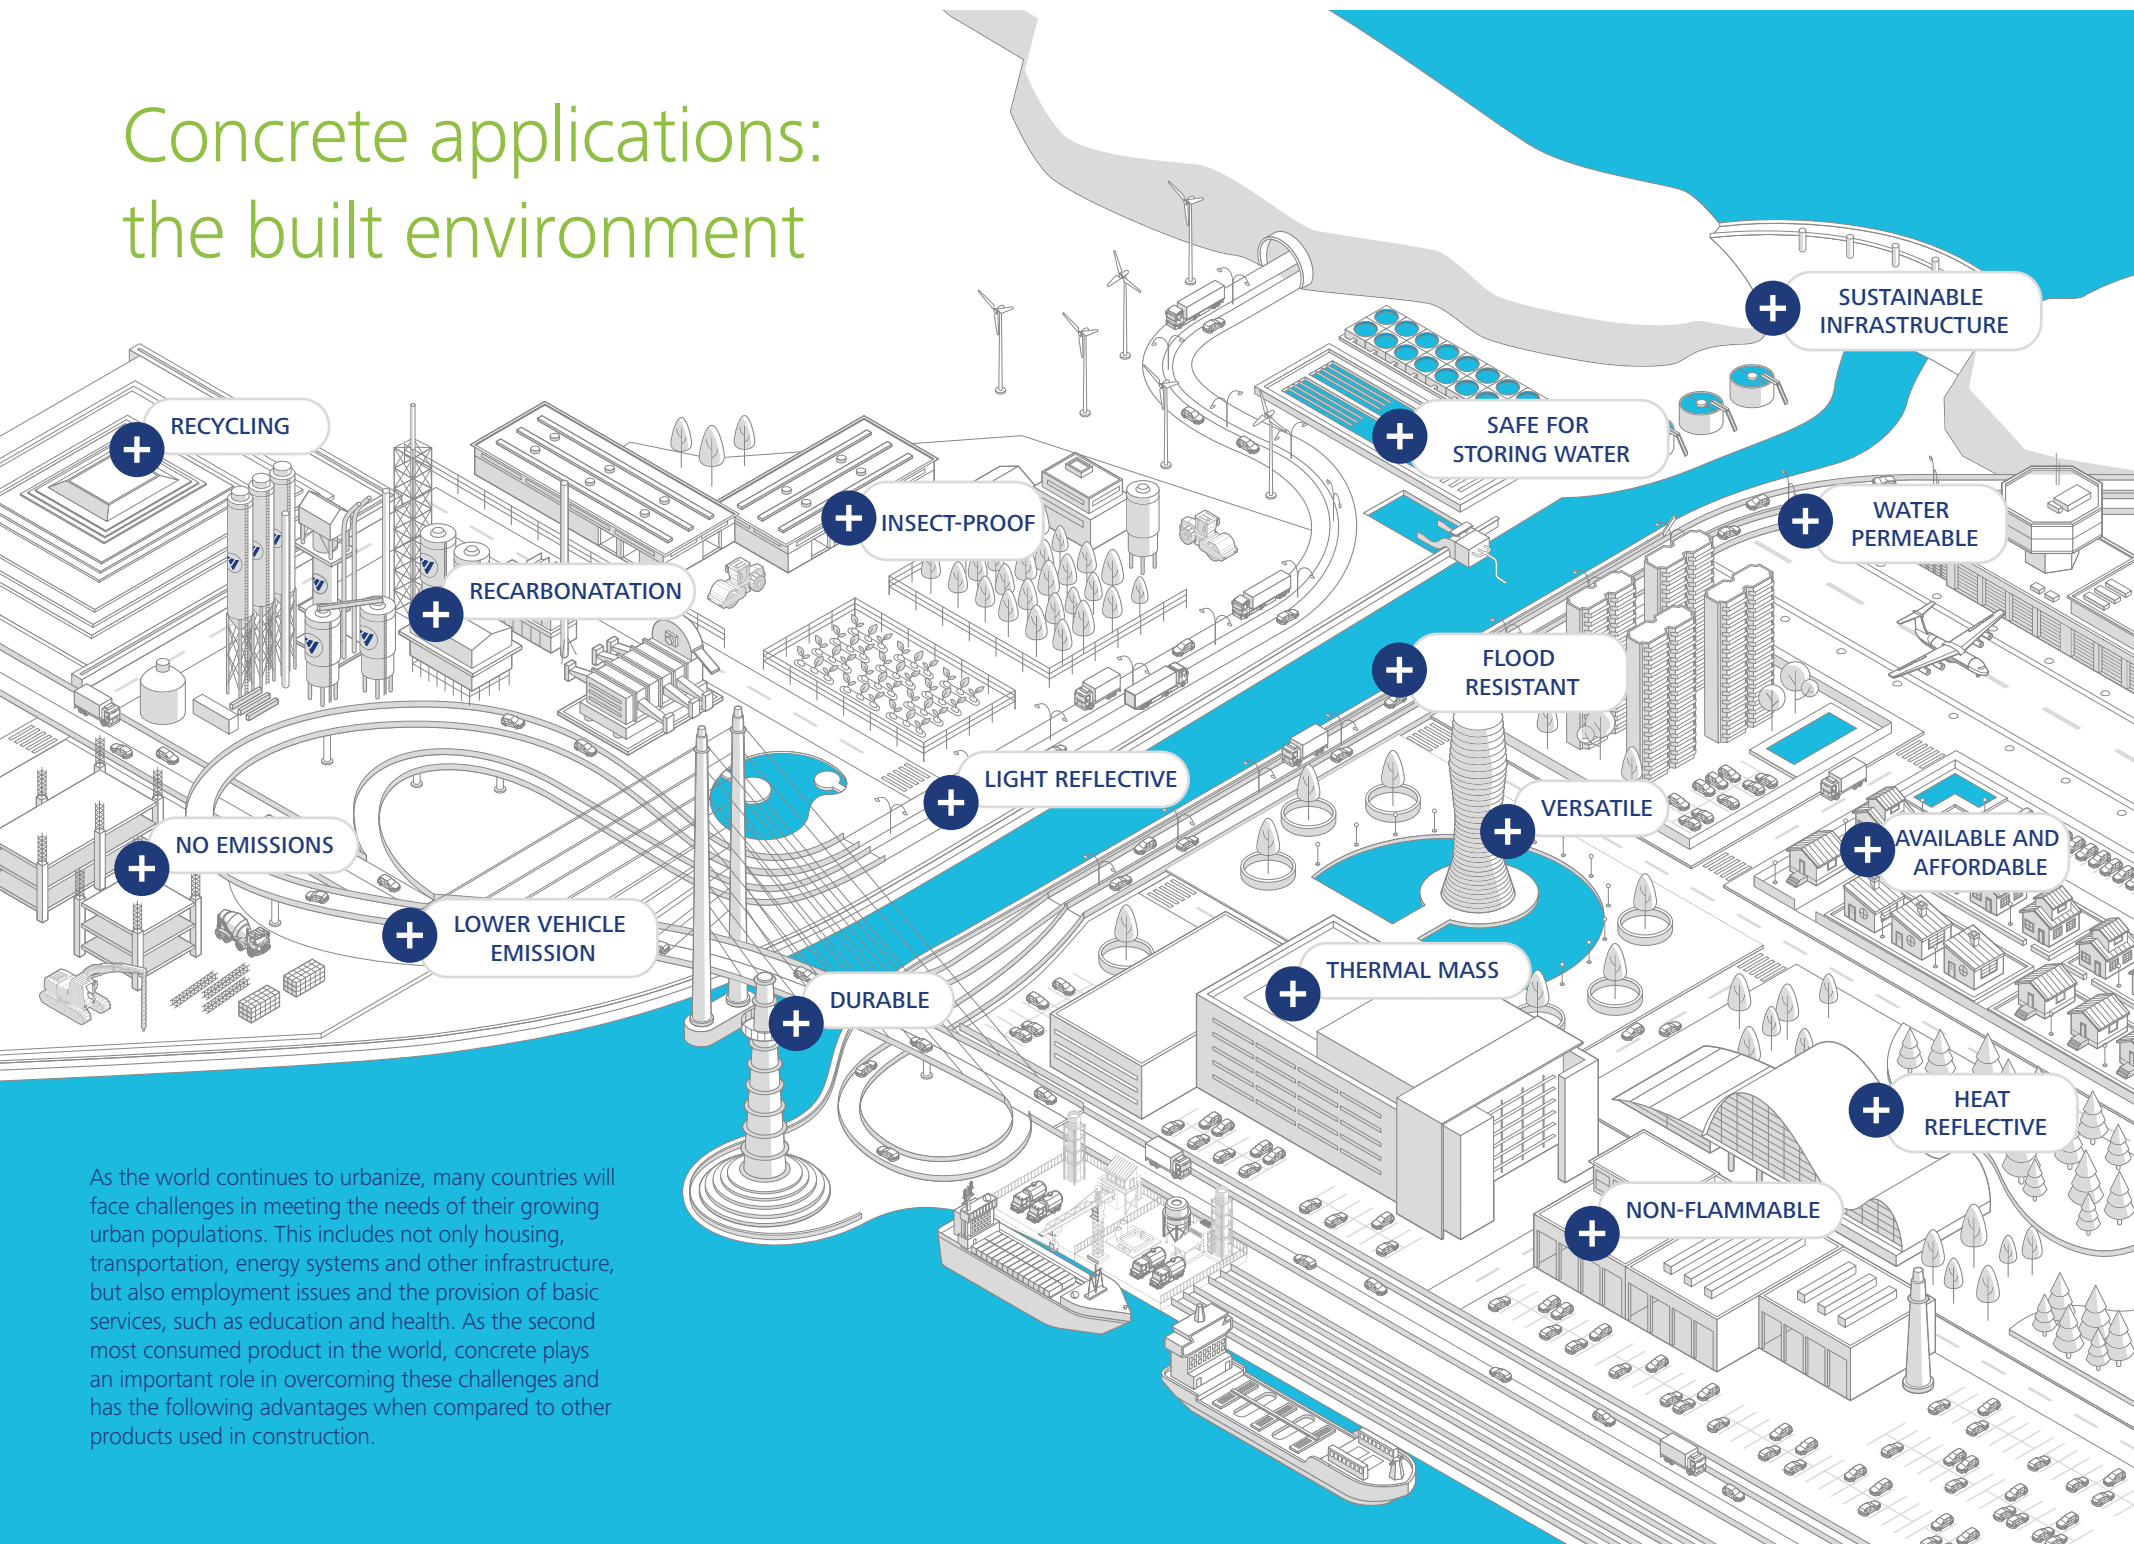 Concrete applications:
the built environment
SUSTAINABLE
INFRASTRUCTURE
RECYCLING
SAFE FOR
STORING WATER
INSECT-PROOF
WATER
PERMEABLE
RECARBONATATION
FLOOD
RESISTANT
LIGHT REFLECTIVE
VERSATILE
NO EMISSIONS
AVAILABLE AND
AFFORDABLE
LOWER VEHICLE
EMISSION
THERMAL MASS
DURABLE
HEAT
REFLECTIVE
NON-FLAMMABLE
As the world continues to urbanize, many countries will
face challenges in meeting the needs of their growing
urban populations. This includes not only housing,
transportation, energy systems and other infrastructure,
but also employment issues and the provision of basic
services, such as education and health. As the second
most consumed product in the world, concrete plays
an important role in overcoming these challenges and
has the following advantages when compared to other
products used in construction.